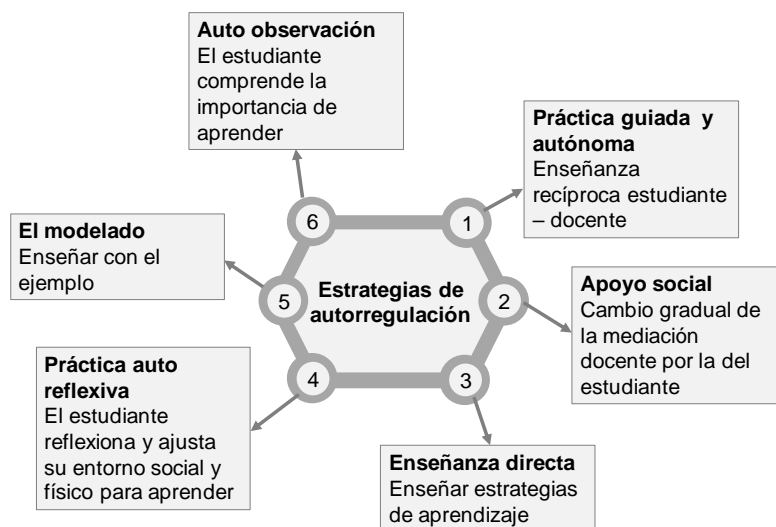 Auto observación
El estudiante
comprende la
importancia de
aprender
Práctica guiada y
autónoma
Enseñanza
recíproca estudiante
– docente
6
1
El modelado
Enseñar con el
ejemplo
5
Estrategias de
autorregulación
2
Apoyo social
Cambio gradual de
la mediación
docente por la del
estudiante
4
3
Práctica auto
reflexiva
El estudiante
reflexiona y ajusta
su entorno social y
físico para aprender
Enseñanza directa
Enseñar estrategias
de aprendizaje